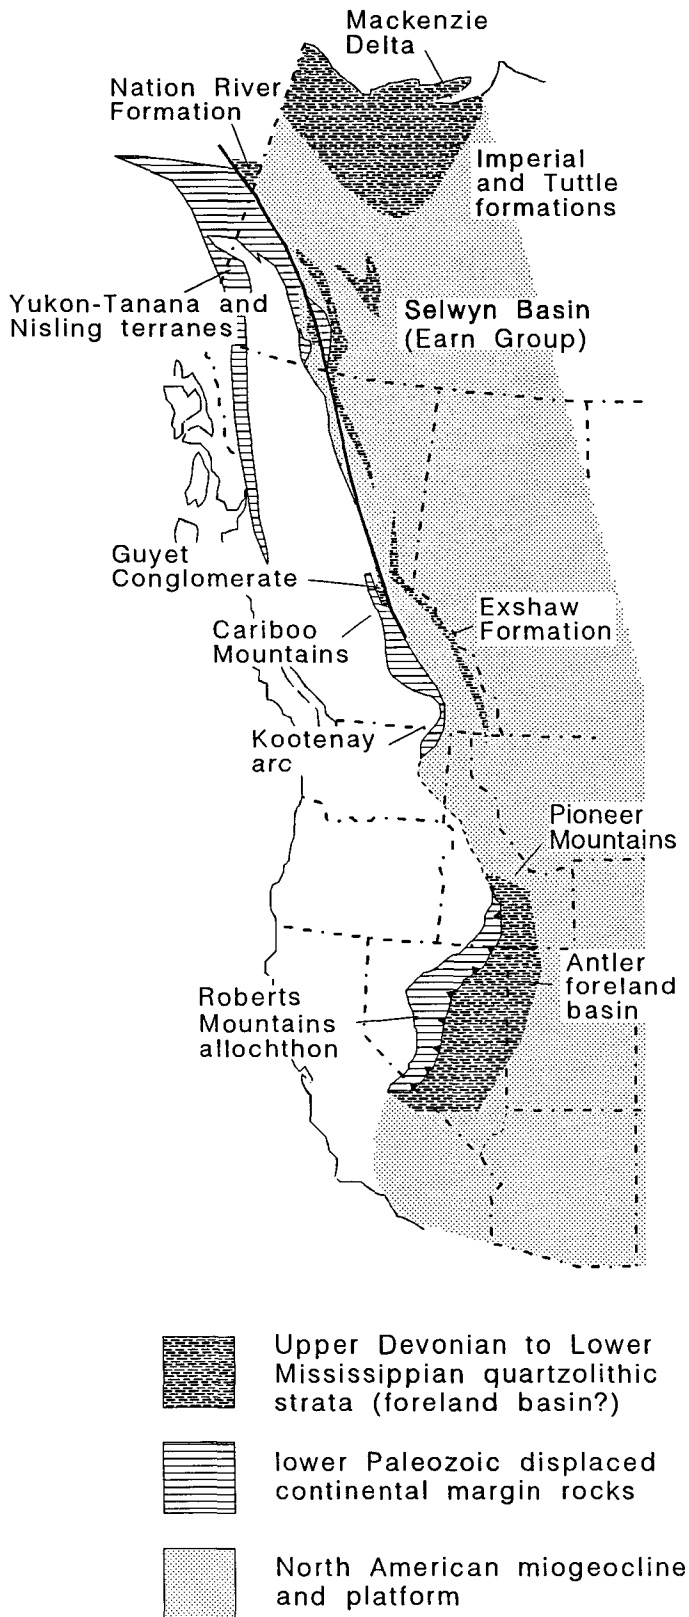 Mackenzie
Delta
Nation River
Formation
Imperial
and Tuttle
formations
Yukon-Tanana and
Nisling terranes
Selwyn Basin
(Earn Group)
Guyet
Conglomerate
Exshaw
Formation
Cariboo
Mountains
Kootenay
arc
Pioneer
Mountains
Antler
foreland
basin
Roberts
Mountains
allochthon
Upper Devonian to Lower
Mississippian quartzolithic
strata (foreland basin?)
lower Paleozoic displaced
continental margin rocks
North American miogeocline
and platform